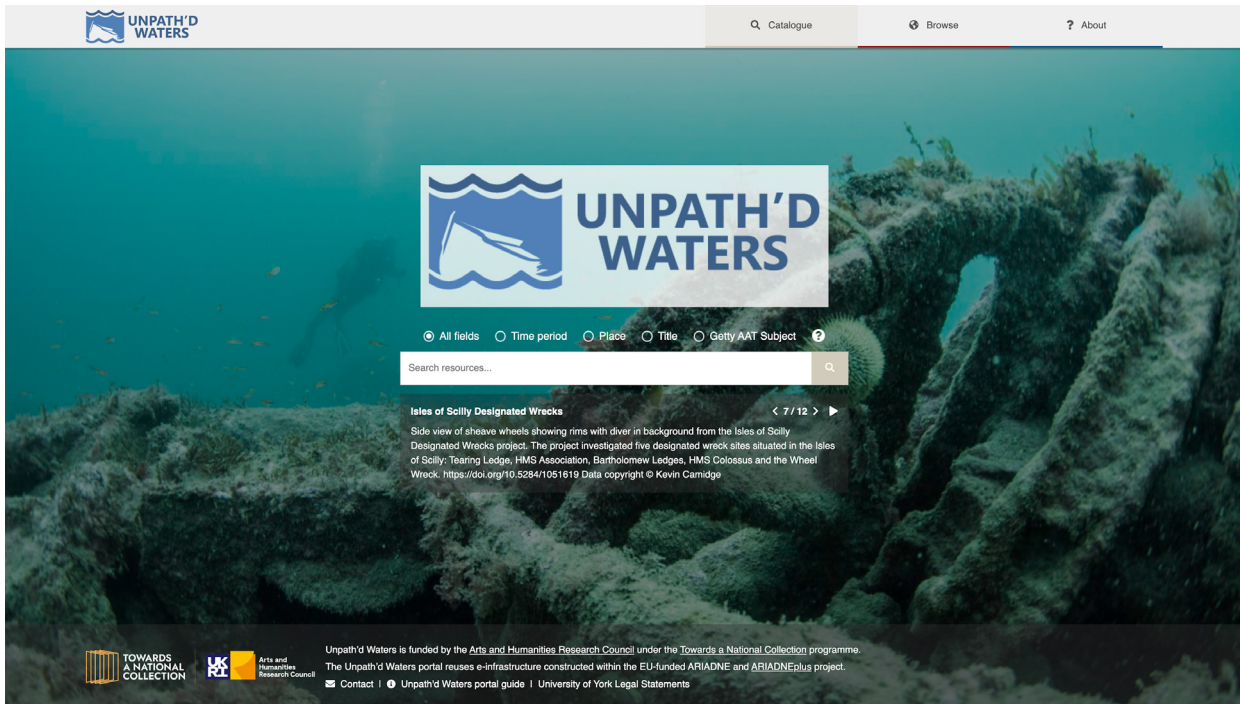 UNPATH'D
WATERS
Catalogue
Browse
? About
UNPATH'D
WATERS
All fields Time period Place Title Getty AAT Subject ?
Search resources...
Isles of Scilly Designated Wrecks < 7 / 12 >
Side view of sheave wheels showing rims with diver in background from the Isles of Scilly
Designated Wrecks project. The project investigated five designated wreck sites situated in the Isles
of Scilly: Tearing Ledge, HMS Association, Bartholomew Ledges, HMS Colossus and the Wheel
Wreck. https://doi.org/10.5284/1051619 Data copyright © Kevin Camidge
TOWARDS
A NATIONAL
COLLECTION
UK
RI
Arts and
Humanities
Research Council
Unpath'd Waters is funded by the Arts and Humanities Research Council under the Towards a National Collection programme.
The Unpath'd Waters portal reuses e-infrastructure constructed within the EU-funded ARIADNE and ARIADNEplus project.
Contact | Unpath'd Waters portal guide | University of York Legal Statements